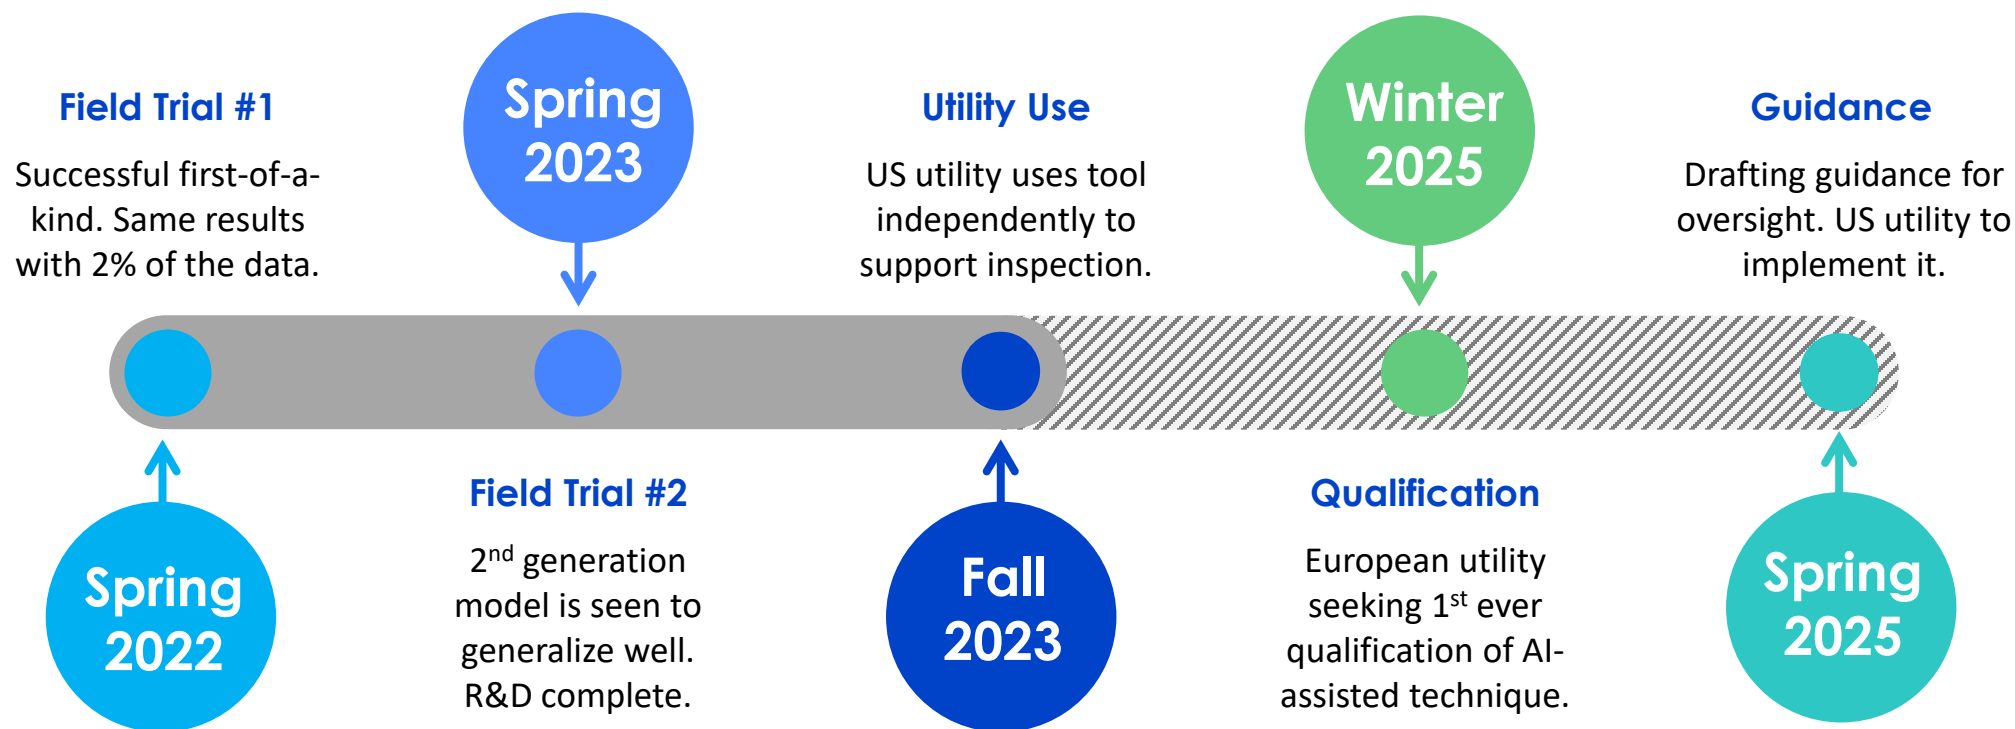 Field Trial #1
Successful first-of-a-
kind. Same results
with 2% of the data.
Spring
2022
Spring
2023
Field Trial #2
2nd generation
model is seen to
generalize well.
R&D complete.
Utility Use
US utility uses tool
independently to
support inspection.
Fall
2023
Winter
2025
Qualification
European utility
seeking 1st ever
qualification of AI-
assisted technique.
Guidance
Drafting guidance for
oversight. US utility to
implement it.
Spring
2025